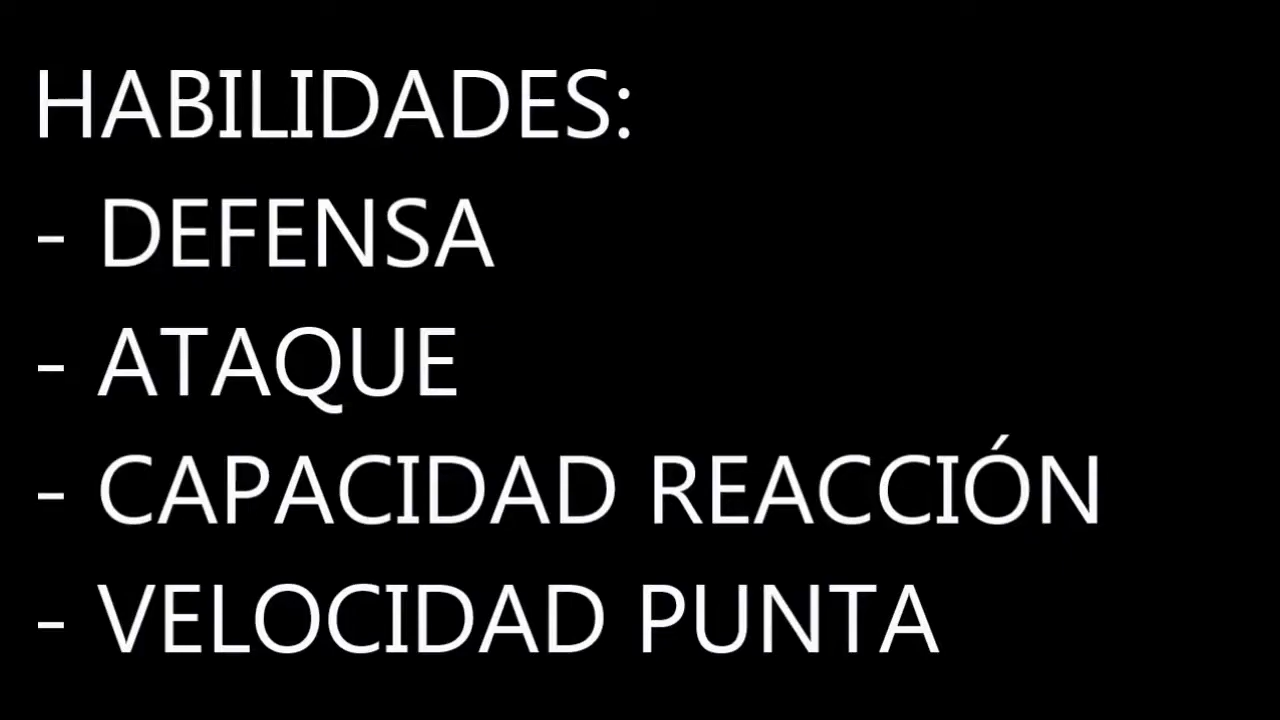 HABILIDADES:
- DEFENSA
- ATAQUE
- CAPACIDAD REACCIÓN
- VELOCIDAD PUNTA